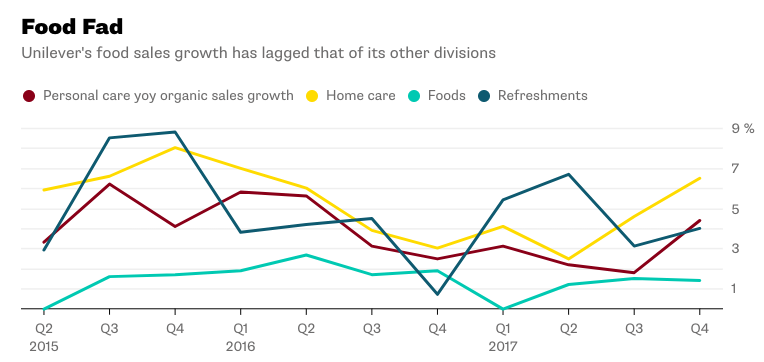 Food Fad
Unilever's food sales growth has lagged that of its other divisions
Personal care yoy organic sales growth Home care Foods Refreshments
9 %
7
5
3
1
Q2 Q3 Q4 Q1 Q2 Q3 Q4 Q1 Q2 Q3 Q4
2015 2016 2017